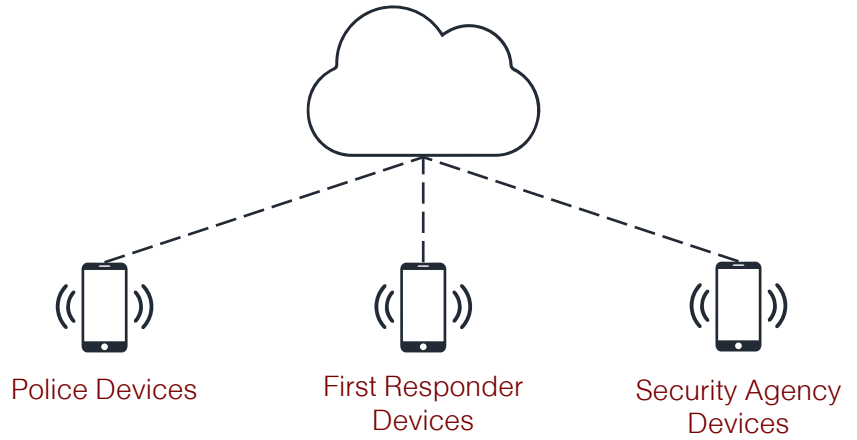 Police Devices
First Responder
Devices
Security Agency
Devices